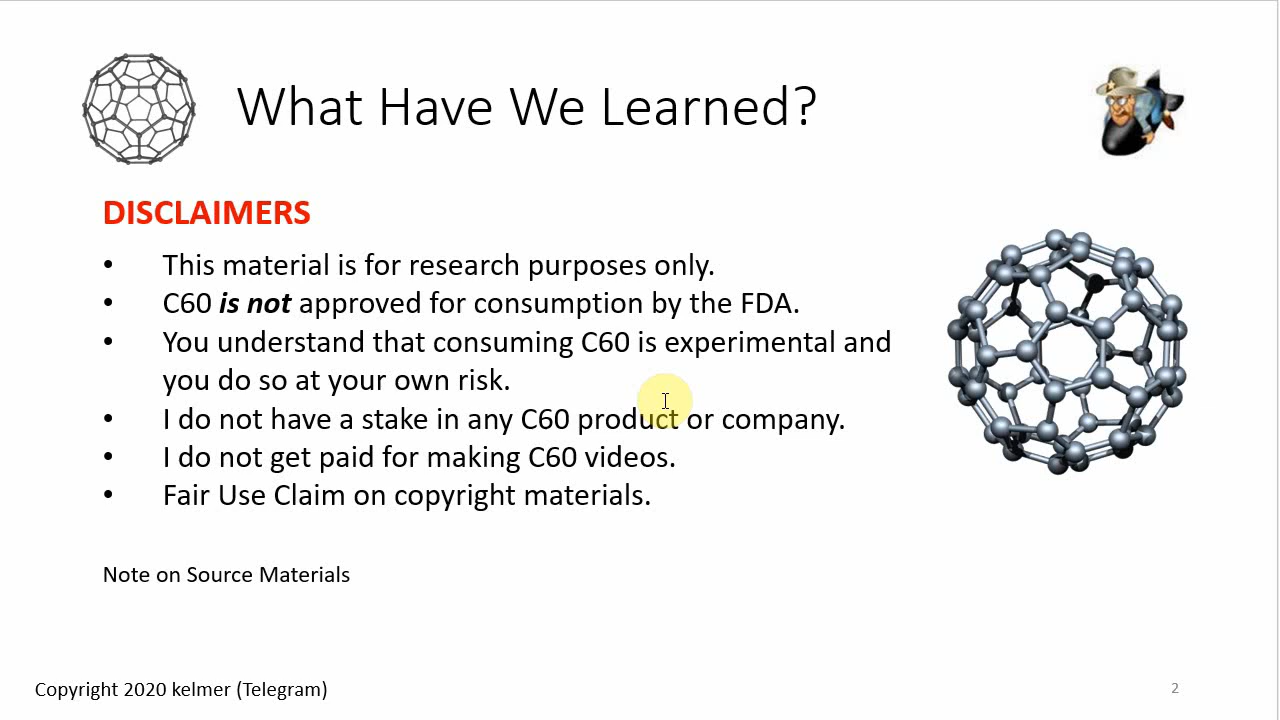 What Have We Learned?
DISCLAIMERS
• This material is for research purposes only.
• C60 is not approved for consumption by the FDA.
• You understand that consuming C60 is experimental and
you do so at your own risk.
• I do not have a stake in any C60 product or company.
• I do not get paid for making C60 videos.
• Fair Use Claim on copyright materials.
Note on Source Materials
Copyright 2020 kelmer (Telegram)
2